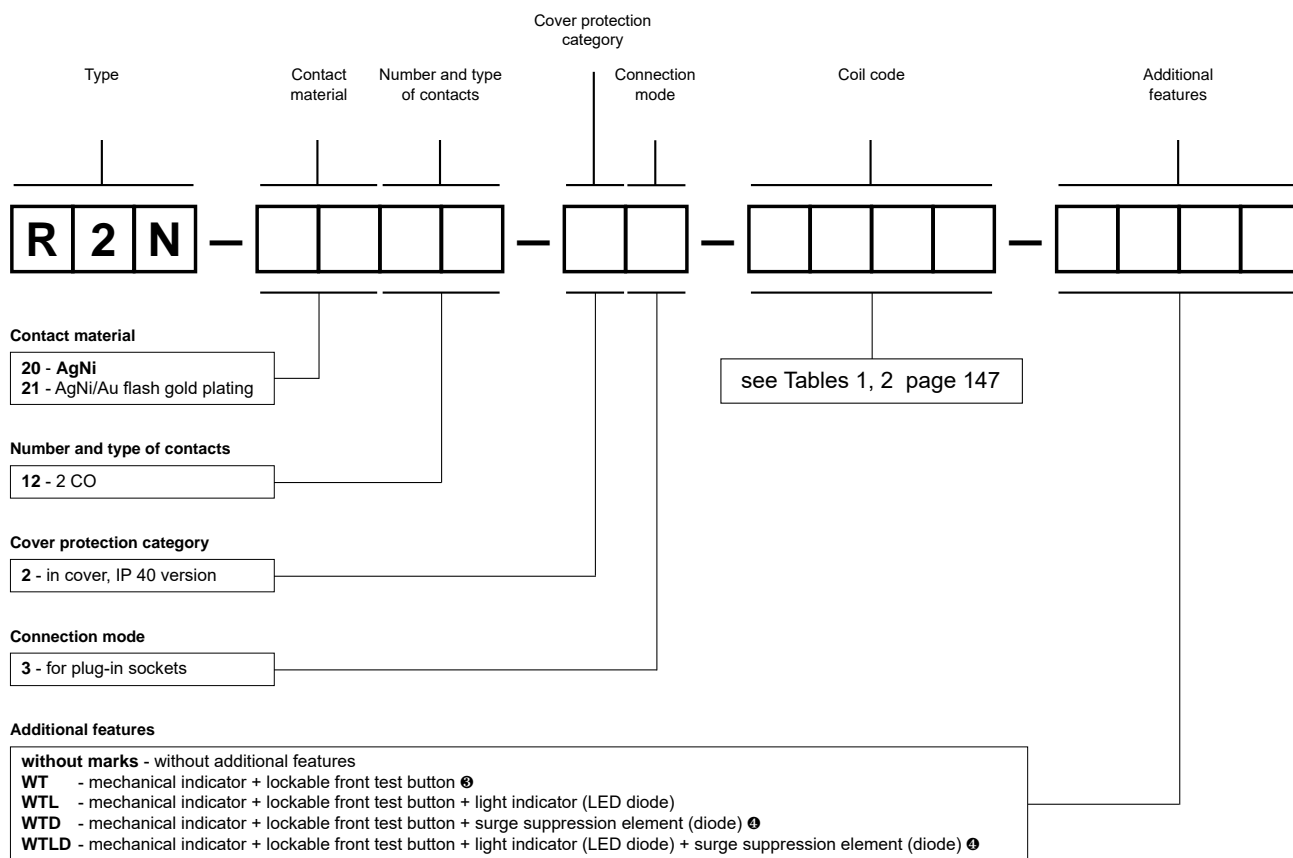 Cover protection
category
Type
Contact
material
Number and type
of contacts
Connection
mode
Coil code
Additional
features
R 2 N – – – –
Contact material
20 - AgNi
21 - AgNi/Au flash gold plating
see Tables 1, 2 page 147
Number and type of contacts
12 - 2 CO
Cover protection category
2 - in cover, IP 40 version
Connection mode
3 - for plug-in sockets
Additional features
without marks - without additional features
WT - mechanical indicator + lockable front test button ❸
WTL - mechanical indicator + lockable front test button + light indicator (LED diode)
WTD - mechanical indicator + lockable front test button + surge suppression element (diode) ❹
WTLD - mechanical indicator + lockable front test button + light indicator (LED diode) + surge suppression element (diode) ❹